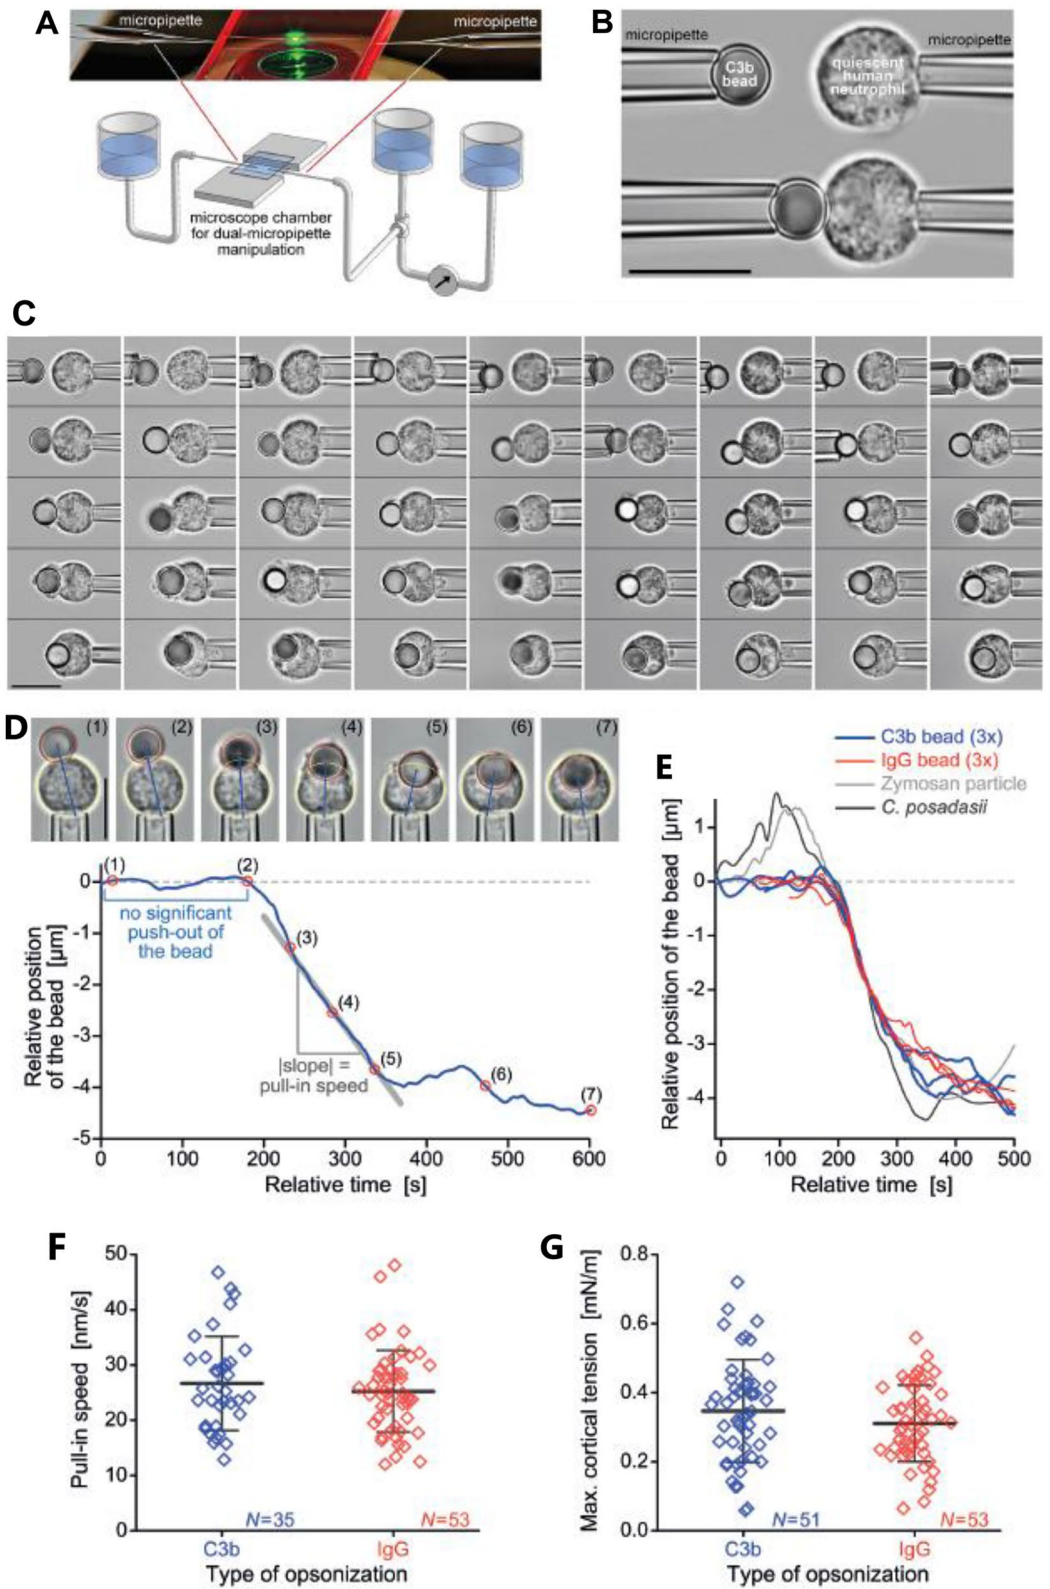 A
micropipette
micropipette
microscope chamber
for dual-micropipette
manipulation
B
micropipette
micropipette
C3b
bead
quiescent
human
neutrophil
C
D
(1)
(2)
(3)
(4)
(5)
(6)
(7)
(1)
(2)
(3)
(4)
(5)
(6)
(7)
no significant
push-out of
the bead
|slope| =
pull-in speed
Relative position
of the bead [µm]
0
-1
-2
-3
-4
-5
0
100
200
300
400
500
600
Relative time [s]
E
C3b bead (3x)
IgG bead (3x)
Zymosan particle
C. posadasii
Relative position of the bead [µm]
1
0
-1
-2
-3
-4
0
100
200
300
400
500
Relative time [s]
F
Pull-in speed [nm/s]
50
40
30
20
10
0
N=35
N=53
C3b
IgG
Type of opsonization
G
Max. cortical tension [mN/m]
0.8
0.6
0.4
0.2
0.0
N=51
N=53
C3b
IgG
Type of opsonization